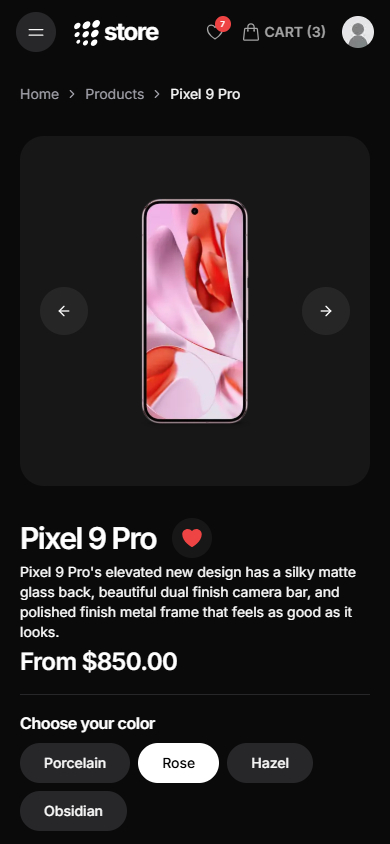 store
7
CART (3)
Home > Products > Pixel 9 Pro
Pixel 9 Pro
Pixel 9 Pro's elevated new design has a silky matte
glass back, beautiful dual finish camera bar, and
polished finish metal frame that feels as good as it
looks.
From $850.00
Choose your color
Porcelain
Rose
Hazel
Obsidian